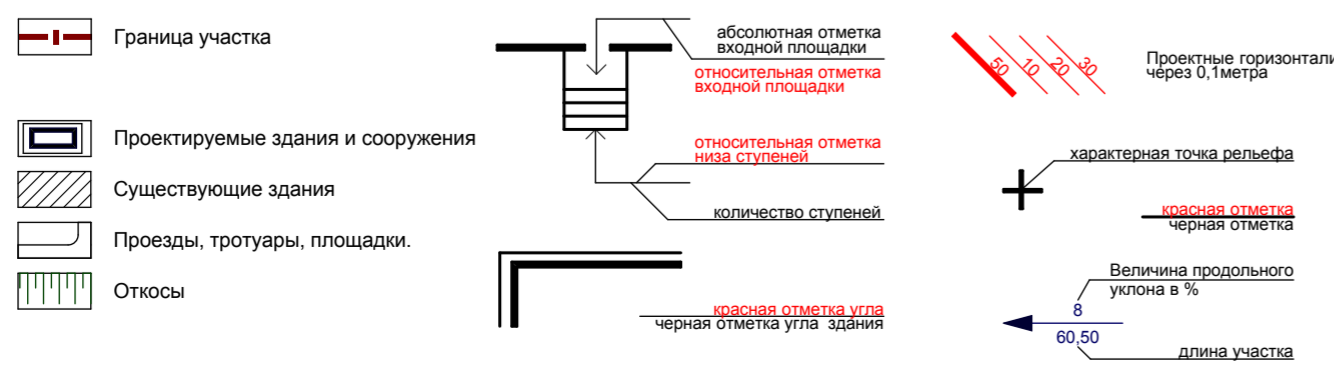 Граница участка
Проектируемые здания и сооружения
Существующие здания
Проезды, тротуары, площадки.
Откосы
абсолютная отметка
входной площадки
относительная отметка
входной площадки
относительная отметка
низа ступеней
количество ступеней
красная отметка угла
черная отметка угла здания
50
10
20
30
Проектные горизонтали
через 0,1метра
характерная точка рельефа
красная отметка
черная отметка
Величина продольного
уклона в %
8
60,50
длина участка